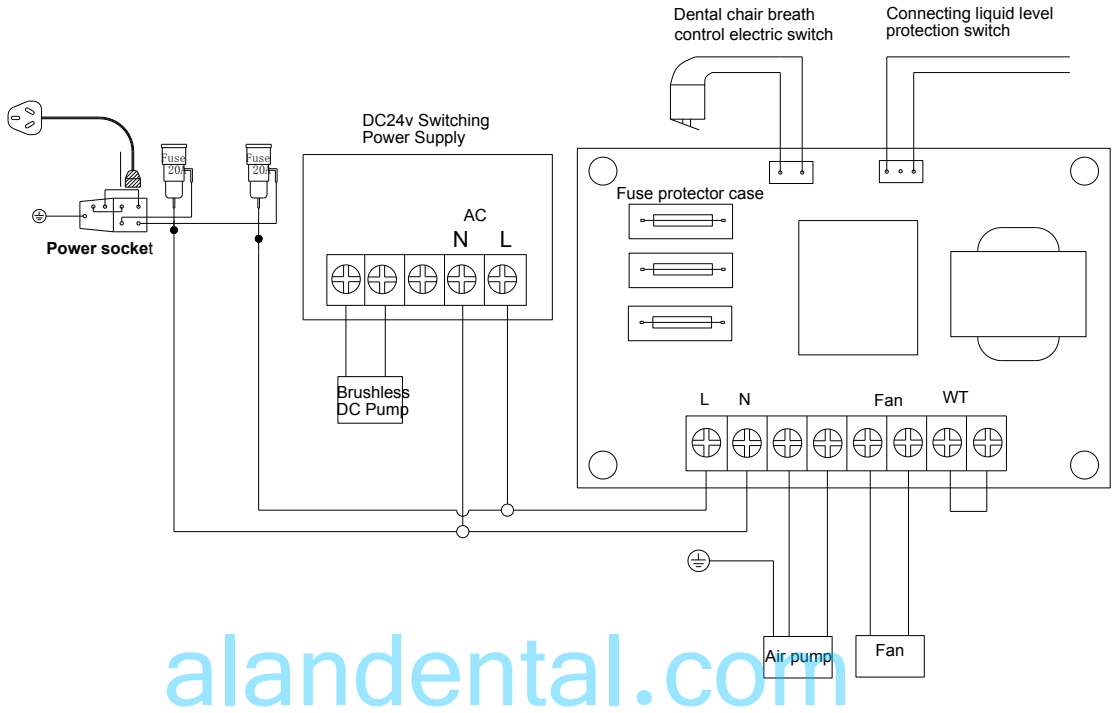 Dental chair breath
control electric switch
Connecting liquid level
protection switch
DC24v Switching
Power Supply
Fuse
20A
Fuse
20A
Fuse protector case
AC
N L
Power socket
Brushless
DC Pump
L N Fan WT
Air pump
Fan
alandental.com